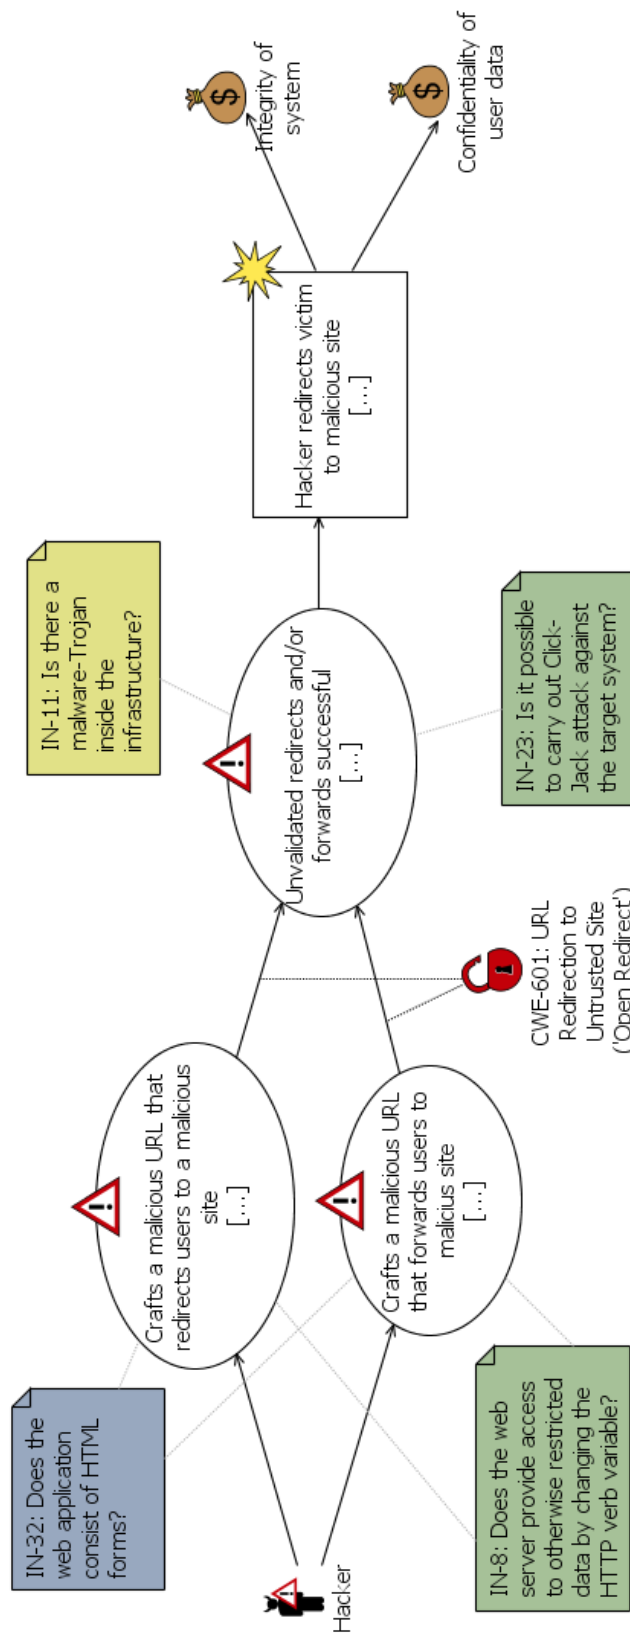 IN-32: Does the
web application
consist of HTML
forms?
Hacker
IN-8: Does the web
server provide access
to otherwise restricted
data by changing the
HTTP verb variable?
Crafts a malicious URL that
redirects users to a malicious
site
[...]
Crafts a malicious URL
that forwards users to
malicius site
[...]
CWE-601: URL
Redirection to
Untrusted Site
('Open Redirect')
IN-11: Is there a
malware-Trojan
inside the
infrastructure?
Unvalidated redirects and/or
forwards successful
[...]
IN-23: Is it possible
to carry out Click-
Jack attack against
the target system?
Hacker redirects victim
to malicious site
[...]
$
Integrity of
system
$
Confidentiality of
user data